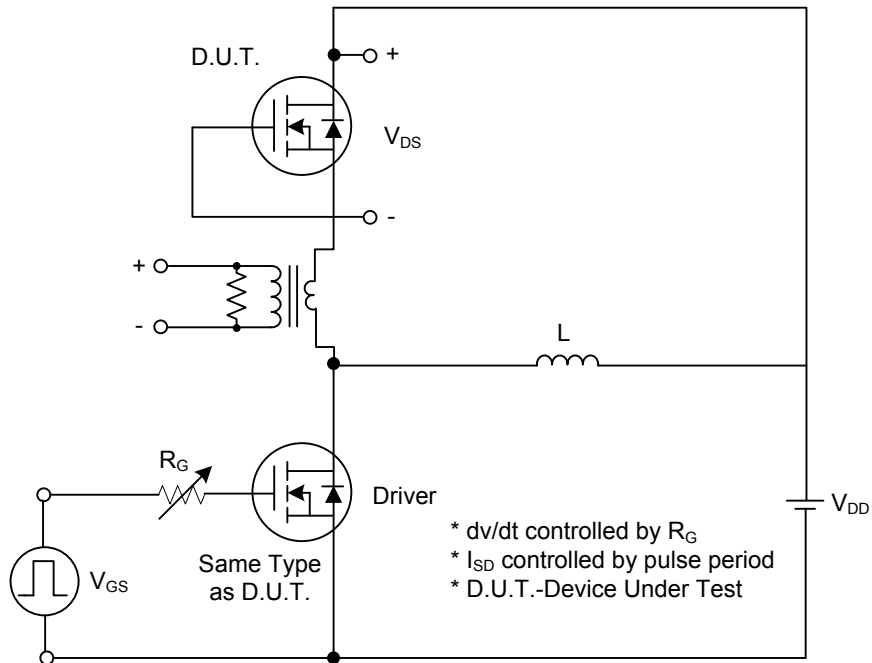 D.U.T.
+
V_DS
-
+
-
L
R_G
Driver
V_DD
V_GS
Same Type
as D.U.T.
* dv/dt controlled by R_G
* I_SD controlled by pulse period
* D.U.T.-Device Under Test